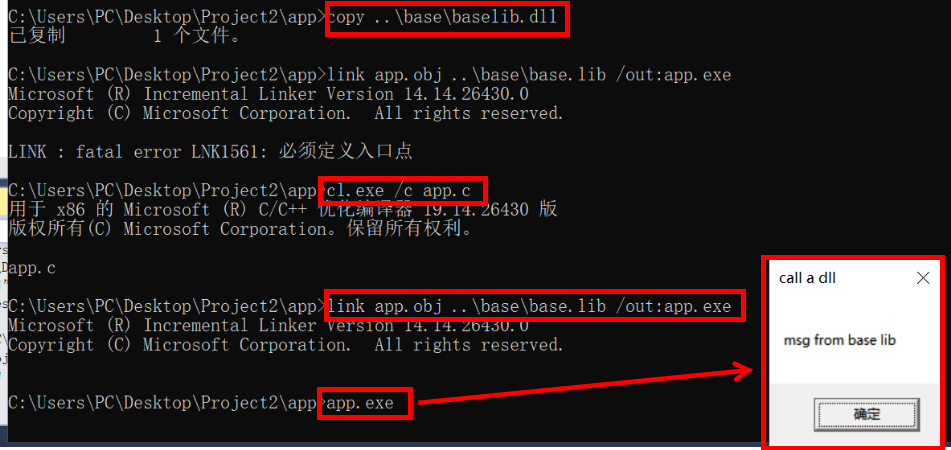 C:\Users\PC\Desktop\Project2\app>copy ..\base\baselib.dll
已复制         1 个文件。
C:\Users\PC\Desktop\Project2\app>link app.obj ..\base\base.lib /out:app.exe
Microsoft (R) Incremental Linker Version 14.14.26430.0
Copyright (C) Microsoft Corporation.  All rights reserved.
LINK : fatal error LNK1561: 必须定义入口点
C:\Users\PC\Desktop\Project2\app>cl.exe /c app.c
用于 x86 的 Microsoft (R) C/C++ 优化编译器 19.14.26430 版
版权所有(C) Microsoft Corporation。保留所有权利。
app.c
C:\Users\PC\Desktop\Project2\app>link app.obj ..\base\base.lib /out:app.exe
Microsoft (R) Incremental Linker Version 14.14.26430.0
Copyright (C) Microsoft Corporation.  All rights reserved.
C:\Users\PC\Desktop\Project2\app>app.exe
call a dll
msg from base lib
确定